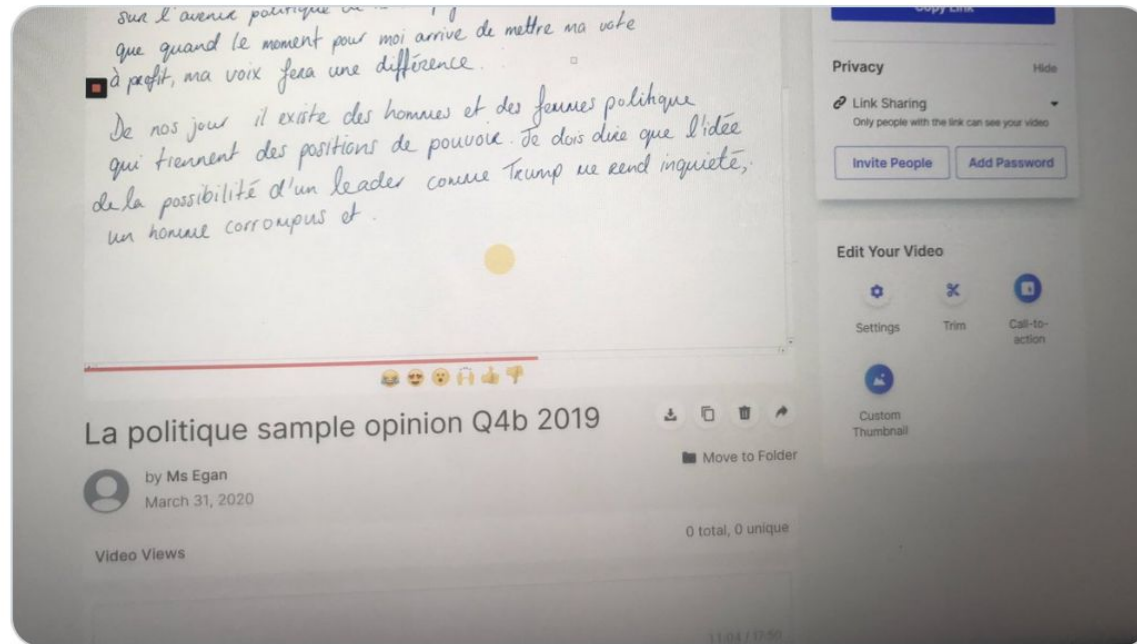 sur l'avenir politique
que quand le moment pour moi arrive de mettre ma vote
à profit, ma voix fera une différence.
De nos jour il existe des hommes et des femmes politique
qui tiennent des positions de pouvoir. Je dois dire que l'idée
de la possibilité d'un leader comme Trump me rend inquiété,
un homme corrompus et.
La politique sample opinion Q4b 2019
by Ms Egan
March 31, 2020
Move to Folder
Video Views
0 total, 0 unique
11:04 / 17:50
Copy Link
Privacy
Hide
Link Sharing
Only people with the link can see your video
Invite People
Add Password
Edit Your Video
Settings
Trim
Call-to-
action
Custom
Thumbnail